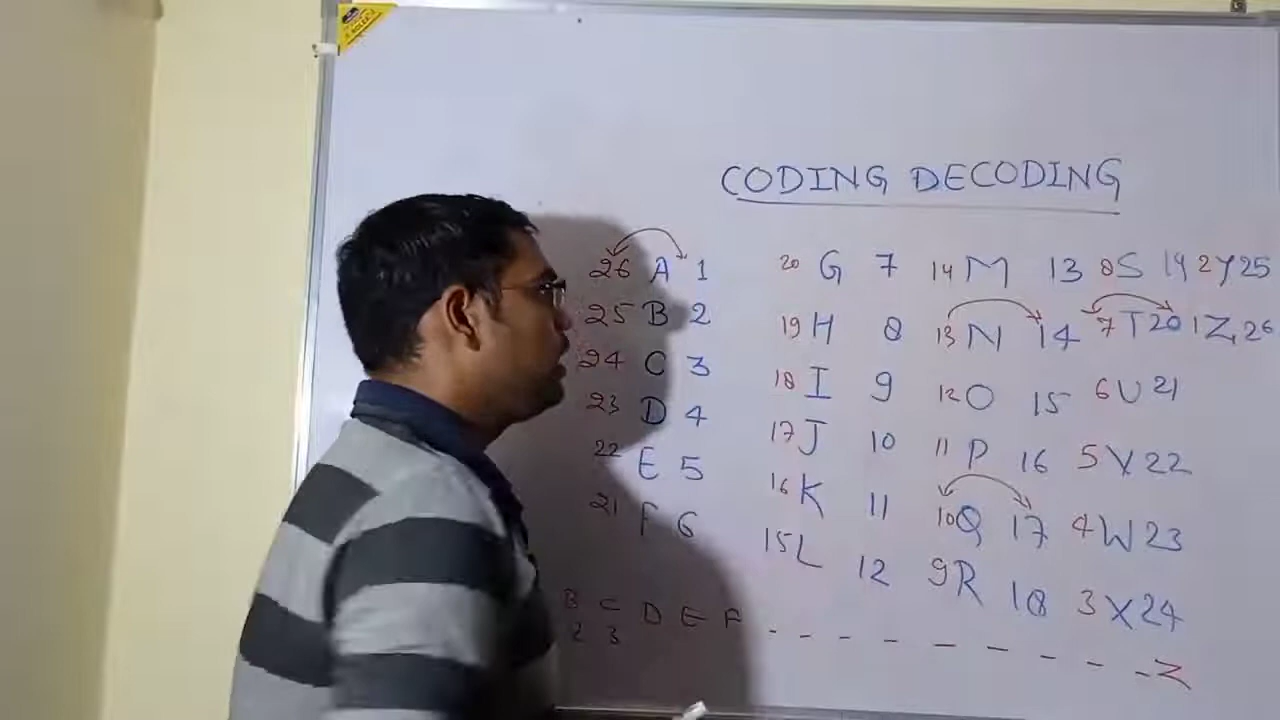 CODING DECODING
26 A 1 20 G 7 14 M 13 8 S 19 2 Y 25
25 B 2 19 H 8 13 N 14 7 T 20 1 Z 26
24 C 3 18 I 9 12 O 15 6 U 21
23 D 4 17 J 10 11 P 16 5 V 22
22 E 5 16 K 11 10 Q 17 4 W 23
21 F 6 15 L 12 9 R 18 3 X 24
B C D E F - - - - - - - - - Z
2 3